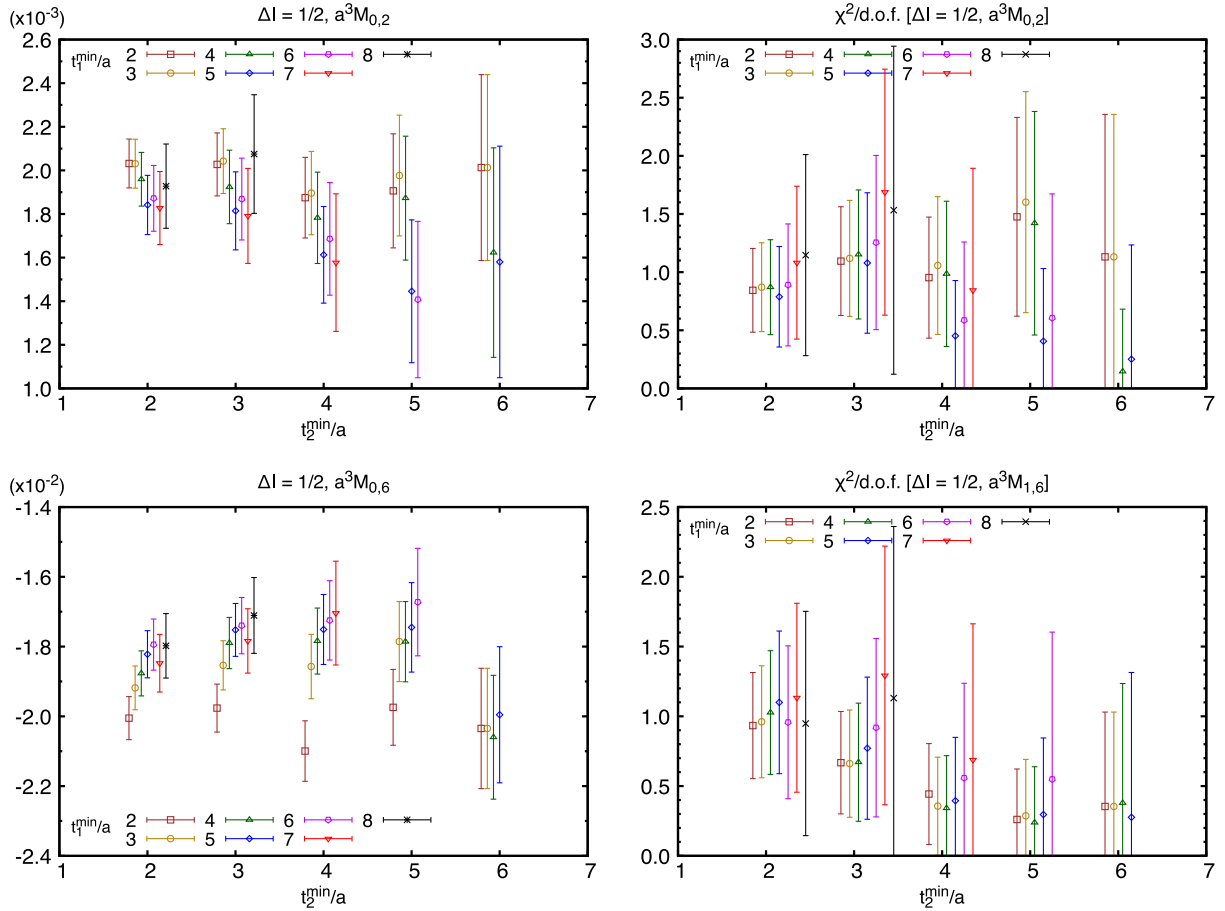 (x10⁻³)
ΔI = 1/2, a³M₀,₂
2.6
2.4
2.2
2.0
1.8
1.6
1.4
1.2
1.0
t₁ᵐⁱⁿ/a 2 4 6 8
3 5 7
1 2 3 4 5 6 7
t₂ᵐⁱⁿ/a
χ²/d.o.f. [ΔI = 1/2, a³M₀,₂]
3.0
2.5
2.0
1.5
1.0
0.5
0.0
t₁ᵐⁱⁿ/a 2 4 6 8
3 5 7
1 2 3 4 5 6 7
t₂ᵐⁱⁿ/a
(x10⁻²)
ΔI = 1/2, a³M₀,₆
-1.4
-1.6
-1.8
-2.0
-2.2
-2.4
2 4 6 8
t₁ᵐⁱⁿ/a 3 5 7
1 2 3 4 5 6 7
t₂ᵐⁱⁿ/a
χ²/d.o.f. [ΔI = 1/2, a³M₁,₆]
2.5
2.0
1.5
1.0
0.5
0.0
t₁ᵐⁱⁿ/a 2 4 6 8
3 5 7
1 2 3 4 5 6 7
t₂ᵐⁱⁿ/a